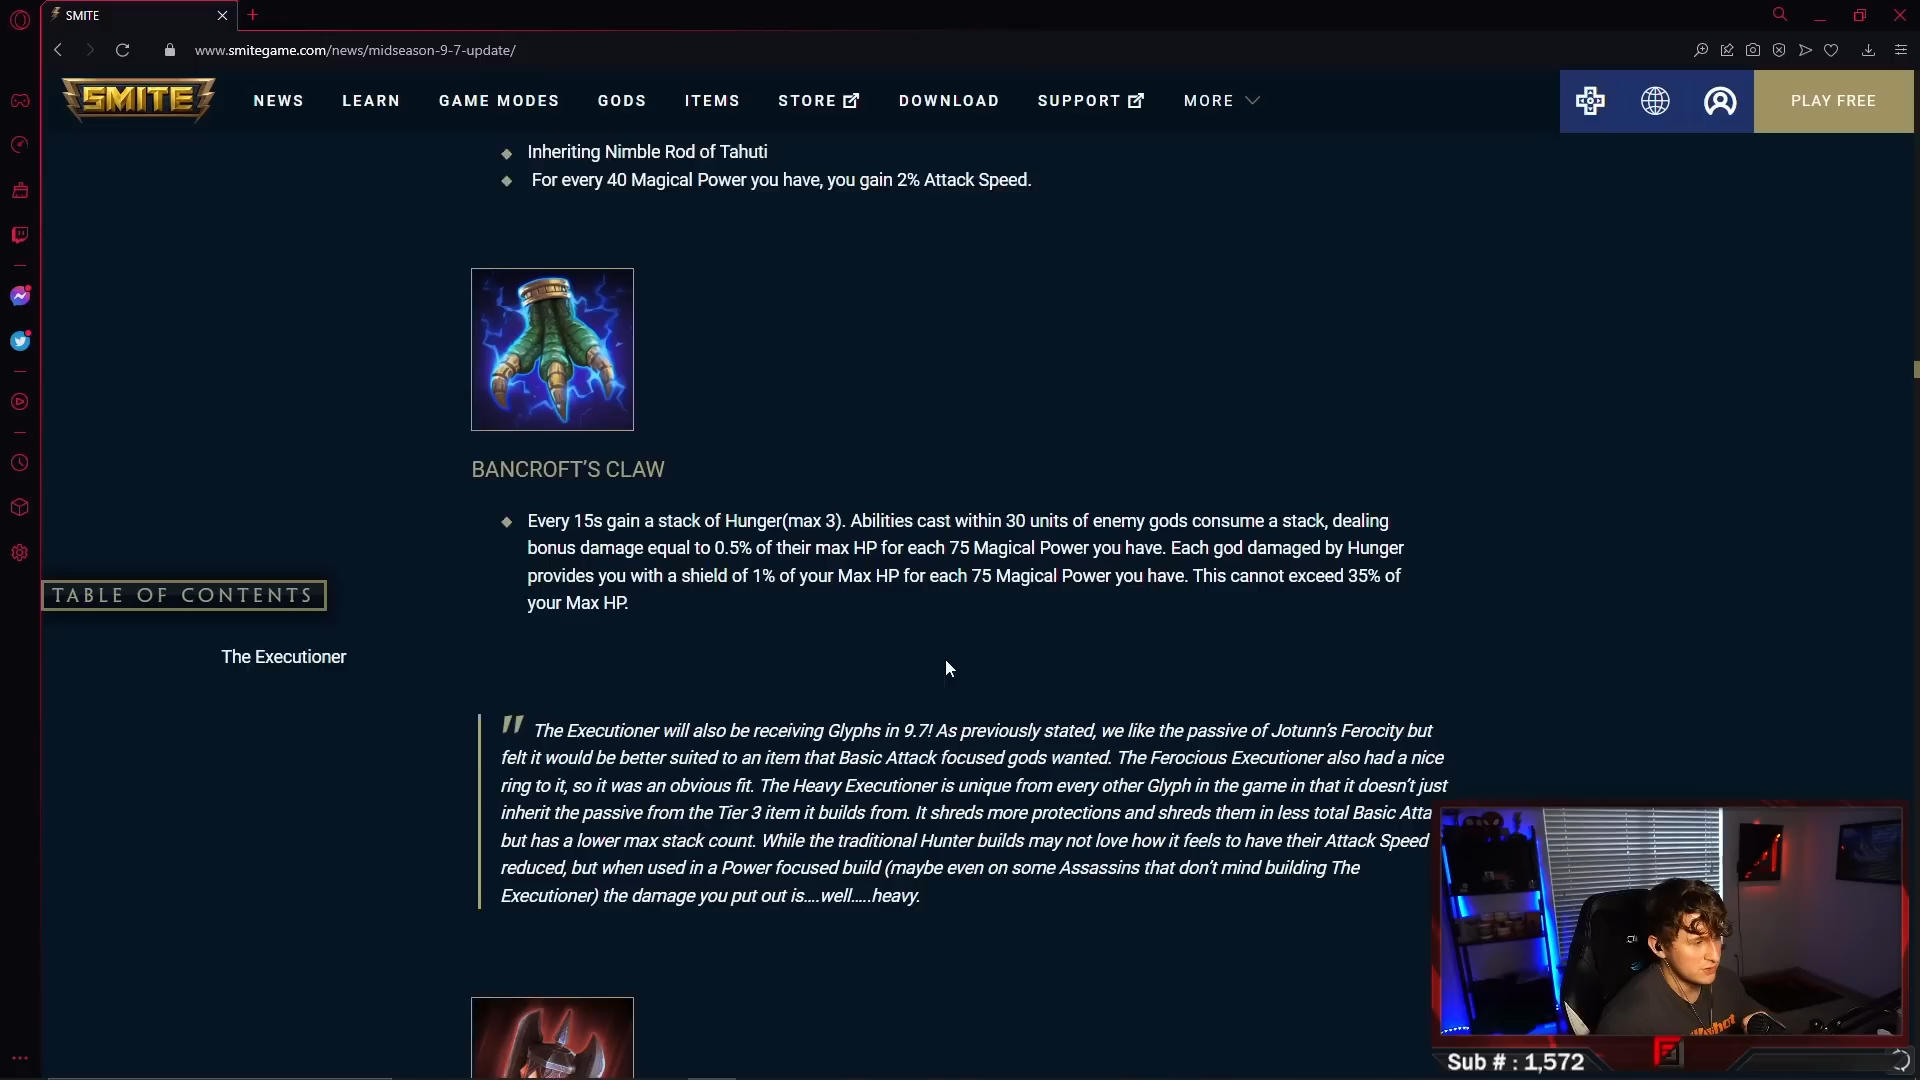 SMITE
www.smitegame.com/news/midseason-9-7-update/
SMITE
NEWS LEARN GAME MODES GODS ITEMS STORE DOWNLOAD SUPPORT MORE PLAY FREE
Inheriting Nimble Rod of Tahuti
For every 40 Magical Power you have, you gain 2% Attack Speed.
BANCROFT'S CLAW
Every 15s gain a stack of Hunger(max 3). Abilities cast within 30 units of enemy gods consume a stack, dealing
bonus damage equal to 0.5% of their max HP for each 75 Magical Power you have. Each god damaged by Hunger
provides you with a shield of 1% of your Max HP for each 75 Magical Power you have. This cannot exceed 35% of
your Max HP.
TABLE OF CONTENTS
The Executioner
" The Executioner will also be receiving Glyphs in 9.7! As previously stated, we like the passive of Jotunn's Ferocity but
felt it would be better suited to an item that Basic Attack focused gods wanted. The Ferocious Executioner also had a nice
ring to it, so it was an obvious fit. The Heavy Executioner is unique from every other Glyph in the game in that it doesn't just
inherit the passive from the Tier 3 item it builds from. It shreds more protections and shreds them in less total Basic Atta
but has a lower max stack count. While the traditional Hunter builds may not love how it feels to have their Attack Speed
reduced, but when used in a Power focused build (maybe even on some Assassins that don't mind building The
Executioner) the damage you put out is....well.....heavy.
Sub # : 1,572